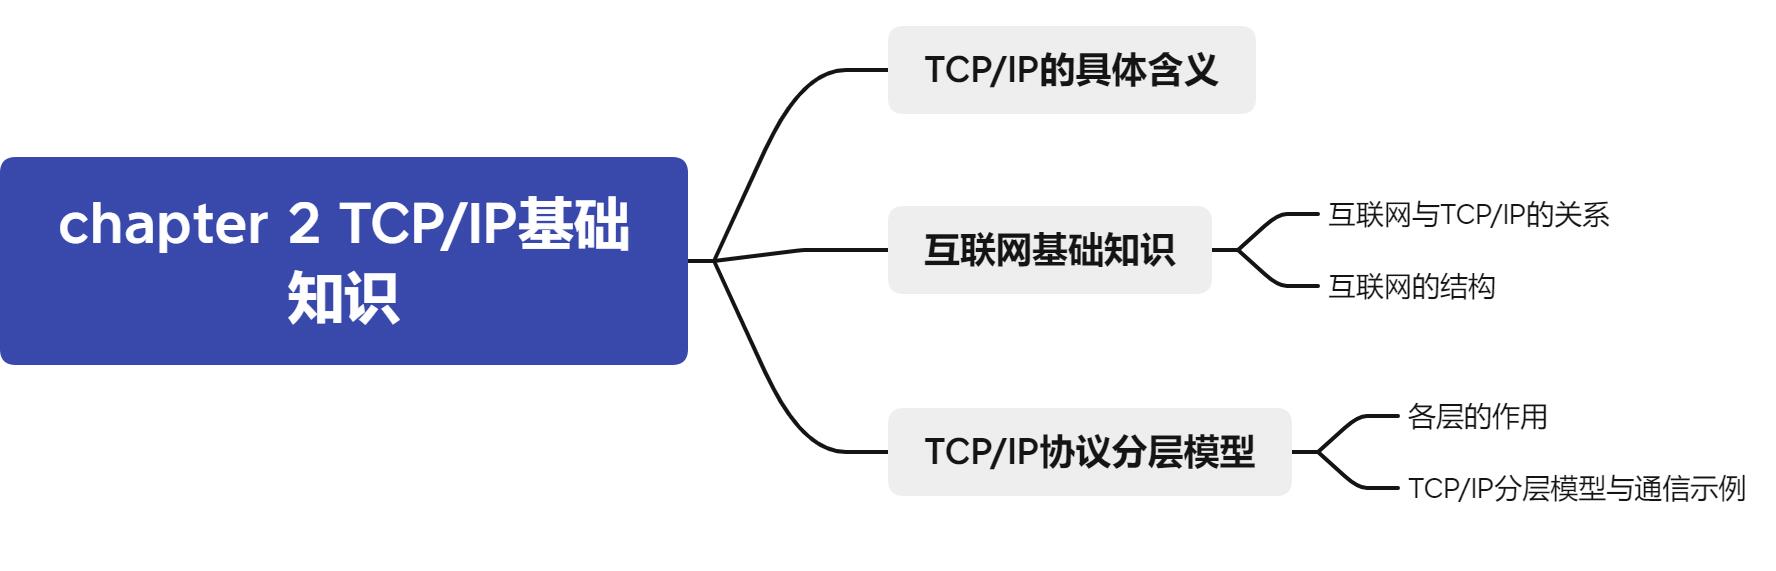 TCP/IP的具体含义
chapter 2 TCP/IP基础
知识
互联网基础知识
互联网与TCP/IP的关系
互联网的结构
TCP/IP协议分层模型
各层的作用
TCP/IP分层模型与通信示例